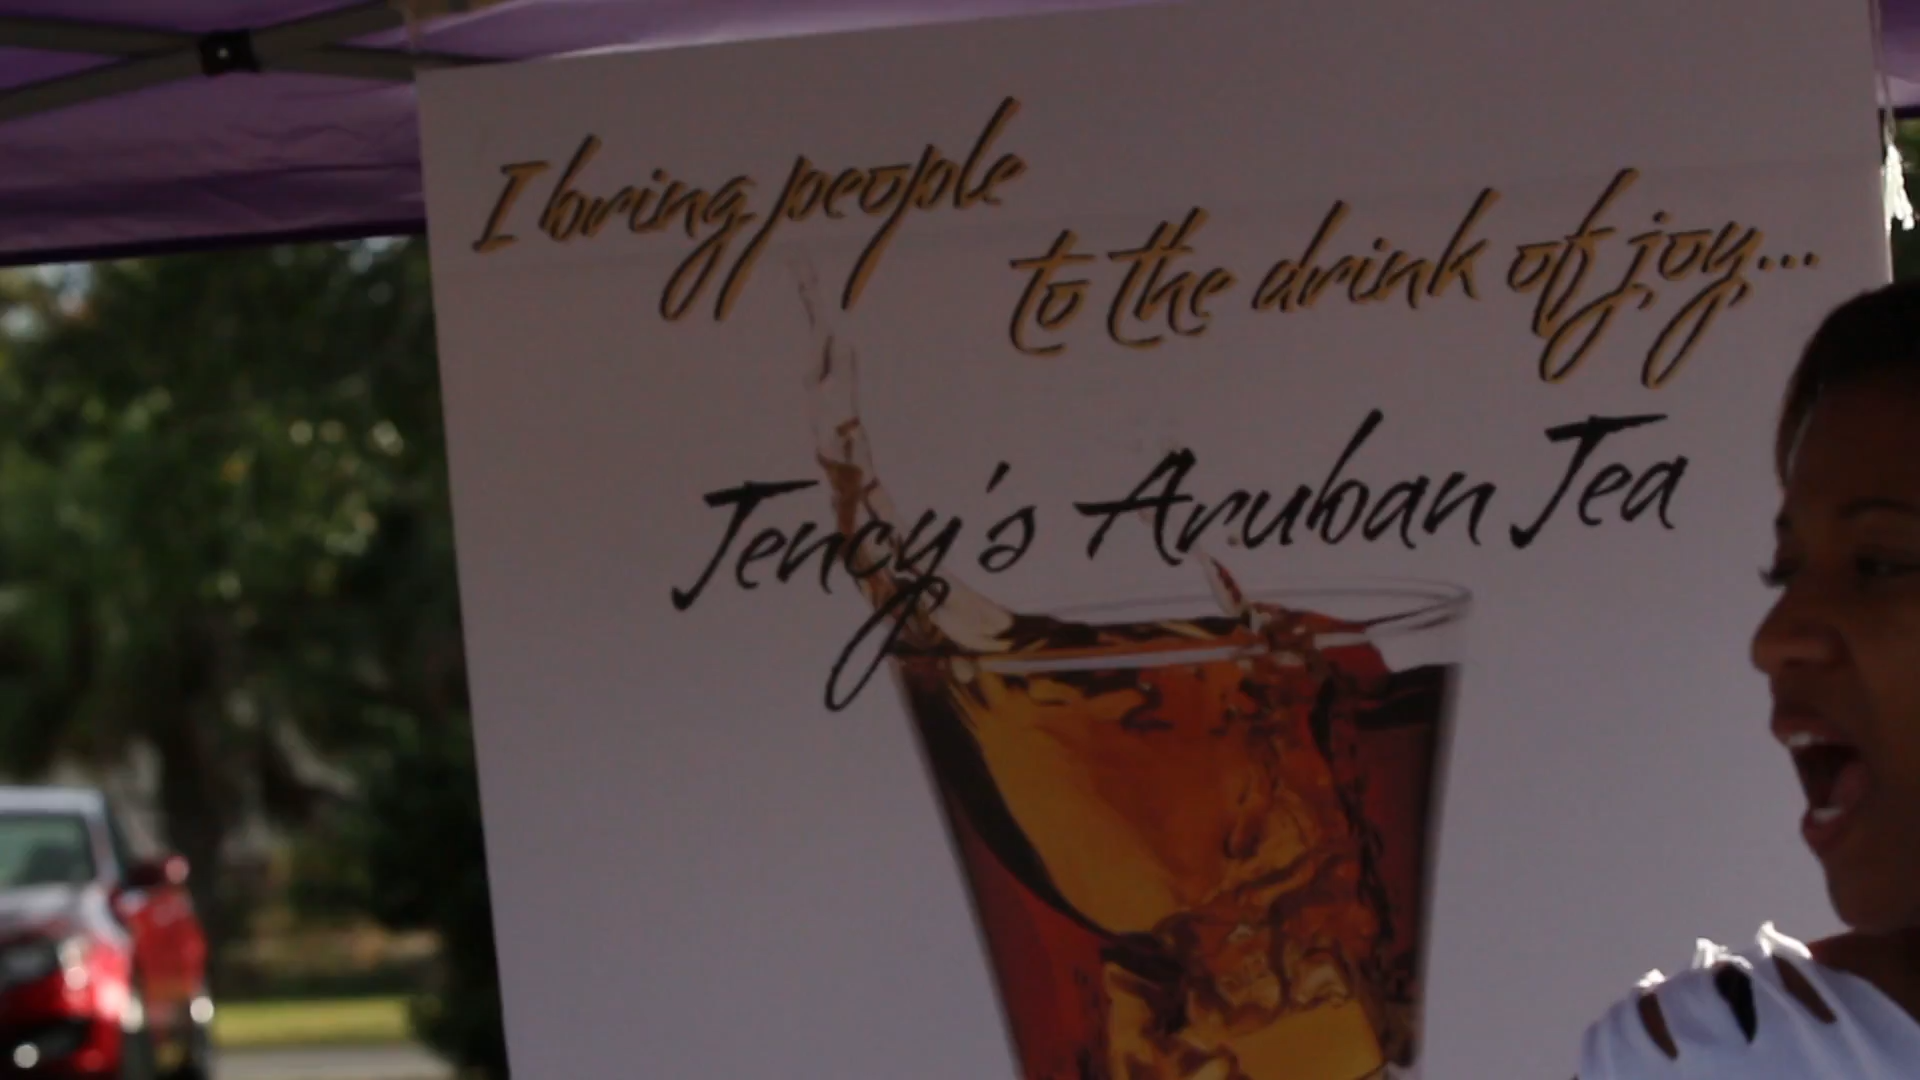 I bring people
to the drink of joy...
Jency's Aruban Tea